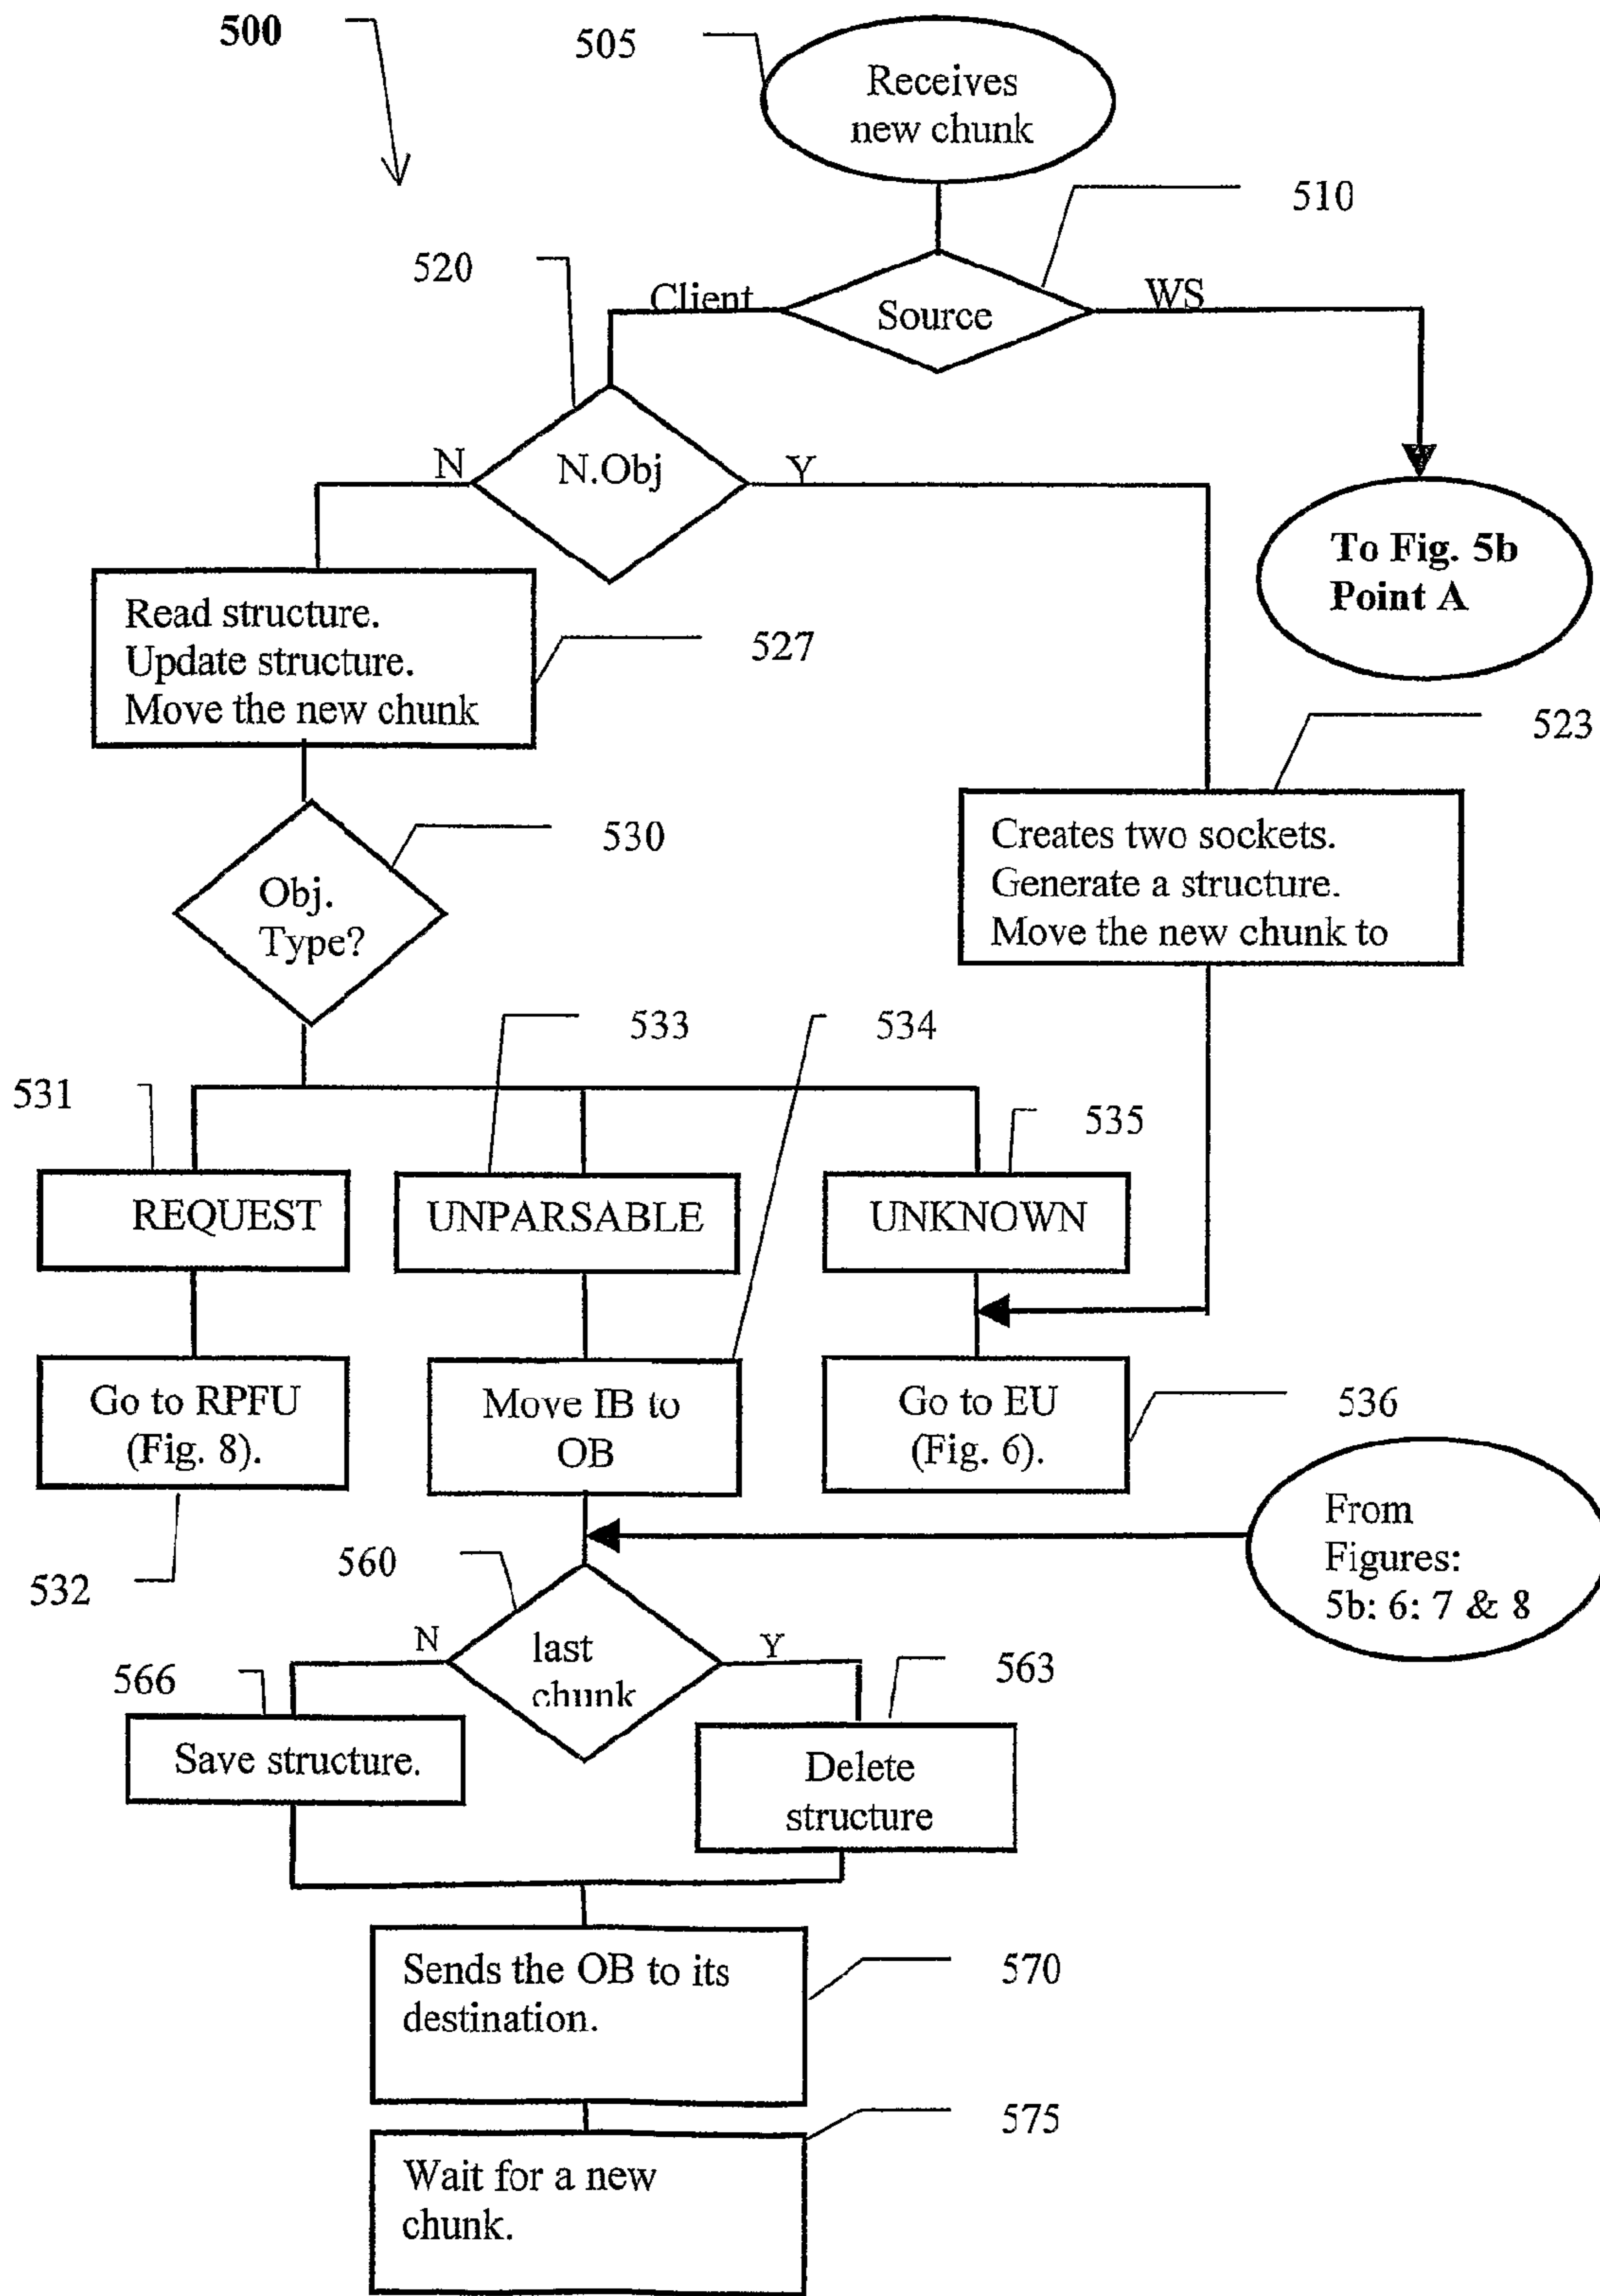 500
505
Receives
new chunk
510
520
Client
Source
WS
N
N.Obj
Y
To Fig. 5b
Point A
Read structure.
Update structure.
Move the new chunk
527
523
Creates two sockets.
Generate a structure.
Move the new chunk to
530
Obj.
Type?
533
534
531
535
REQUEST
UNPARSABLE
UNKNOWN
Go to RPFU
(Fig. 8).
Move IB to
OB
Go to EU
(Fig. 6).
536
532
From
Figures:
5b: 6: 7 & 8
560
N
last
chunk
Y
566
563
Save structure.
Delete
structure
Sends the OB to its
destination.
570
575
Wait for a new
chunk.